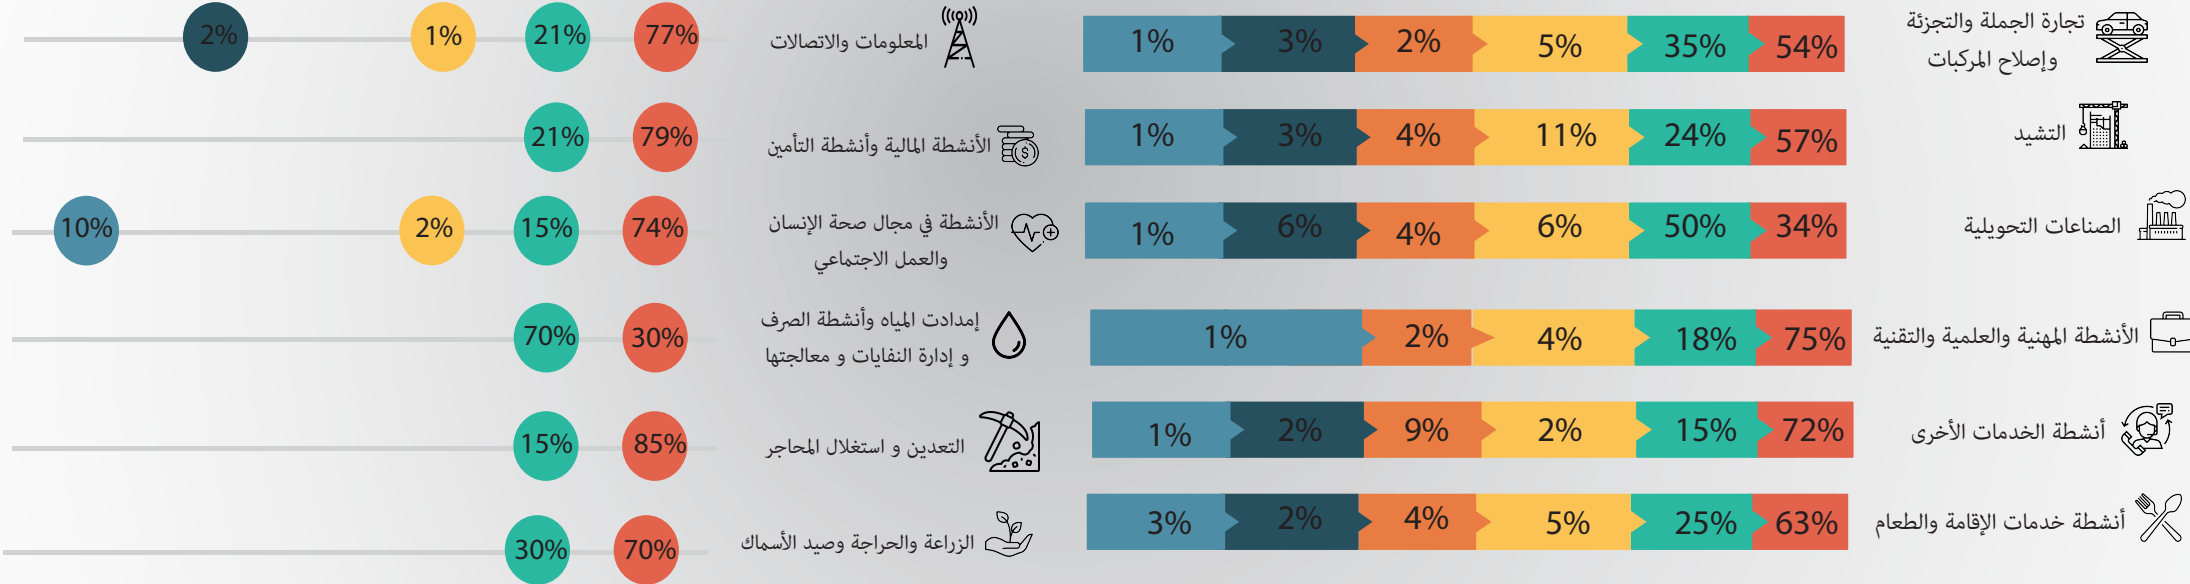 تجارة الجملة والتجزئة
وإصلاح المركبات
54% 35% 5% 2% 3% 1%
التشيد
57% 24% 11% 4% 3% 1%
الصناعات التحويلية
34% 50% 6% 4% 6% 1%
الأنشطة المهنية والعلمية والتقنية
75% 18% 4% 2% 1%
أنشطة الخدمات الأخرى
72% 15% 2% 9% 2% 1%
أنشطة خدمات الإقامة والطعام
63% 25% 5% 4% 2% 3%
المعلومات والاتصالات
77% 21% 1% 2%
الأنشطة المالية وأنشطة التأمين
79% 21%
الأنشطة في مجال صحة الإنسان
والعمل الاجتماعي
74% 15% 2% 10%
إمدادت المياه وأنشطة الصرف
و إدارة النفايات و معالجتها
30% 70%
التعدين و استغلال المحاجر
85% 15%
الزراعة والحراجة وصيد الأسماك
70% 30%